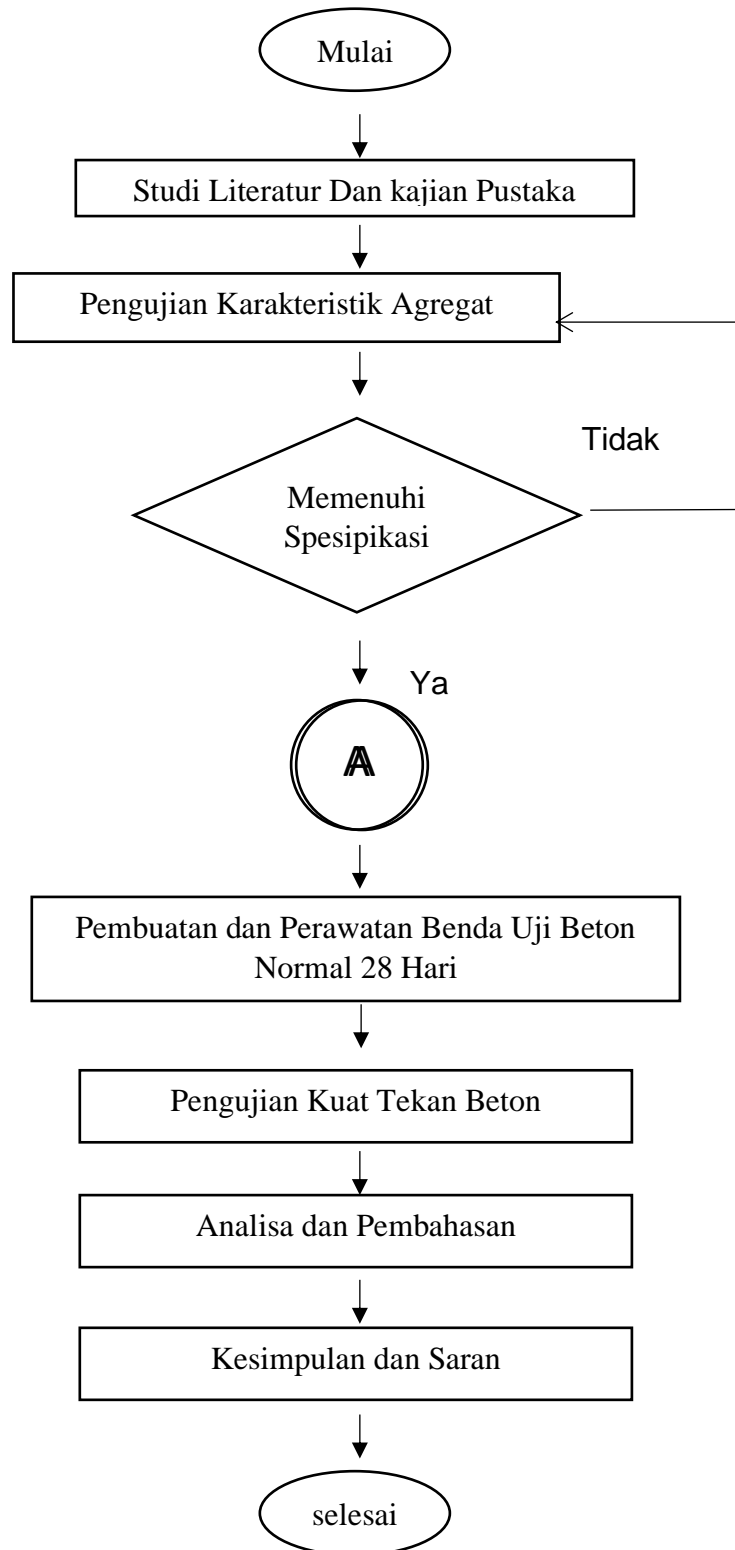 Mulai
Studi Literatur Dan kajian Pustaka
Pengujian Karakteristik Agregat
Tidak
Memenuhi
Spesipikasi
Ya
A
Pembuatan dan Perawatan Benda Uji Beton
Normal 28 Hari
Pengujian Kuat Tekan Beton
Analisa dan Pembahasan
Kesimpulan dan Saran
selesai